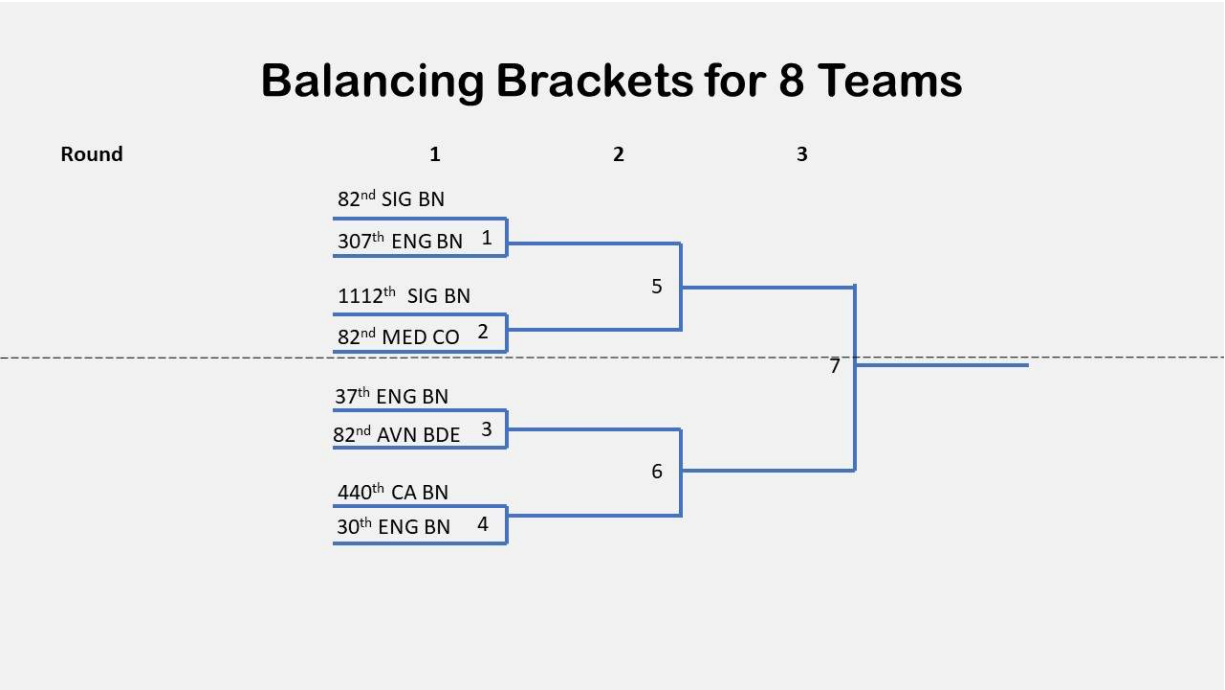 Balancing Brackets for 8 Teams
Round 1 2 3
82nd SIG BN
307th ENG BN 1
5
1112th SIG BN
82nd MED CO 2
7
37th ENG BN
82nd AVN BDE 3
6
440th CA BN
30th ENG BN 4